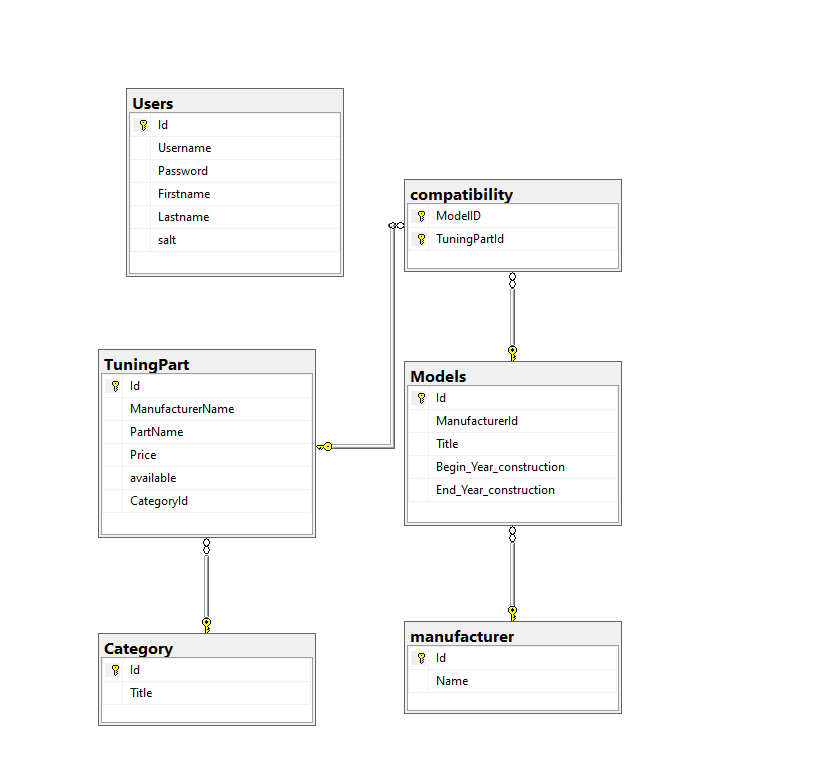 Users
Id
Username
Password
Firstname
Lastname
salt
compatibility
ModelID
TuningPartId
TuningPart
Id
ManufacturerName
PartName
Price
available
CategoryId
Models
Id
ManufacturerId
Title
Begin_Year_construction
End_Year_construction
Category
Id
Title
manufacturer
Id
Name